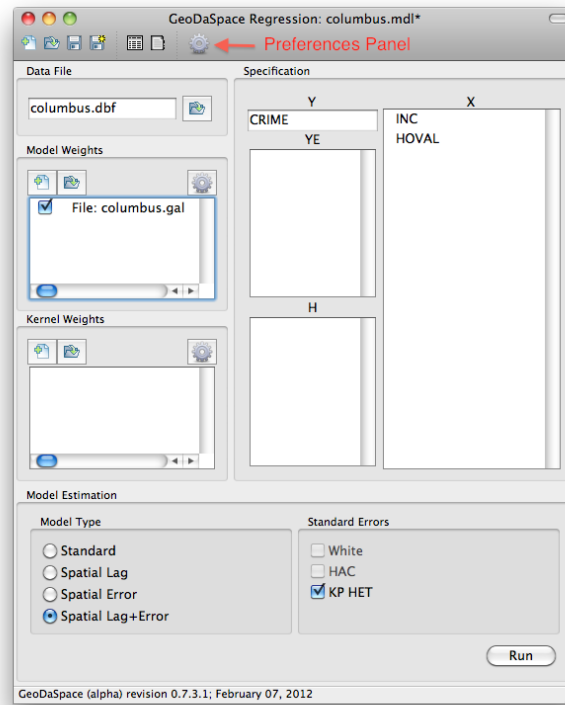 GeoDaSpace Regression: columbus.mdl*
Preferences Panel
Data File
columbus.dbf
Model Weights
File: columbus.gal
Kernel Weights
Specification
Y
CRIME
YE
H
X
INC
HOVAL
Model Estimation
Model Type
Standard
Spatial Lag
Spatial Error
Spatial Lag+Error
Standard Errors
White
HAC
KP HET
Run
GeoDaSpace (alpha) revision 0.7.3.1; February 07, 2012